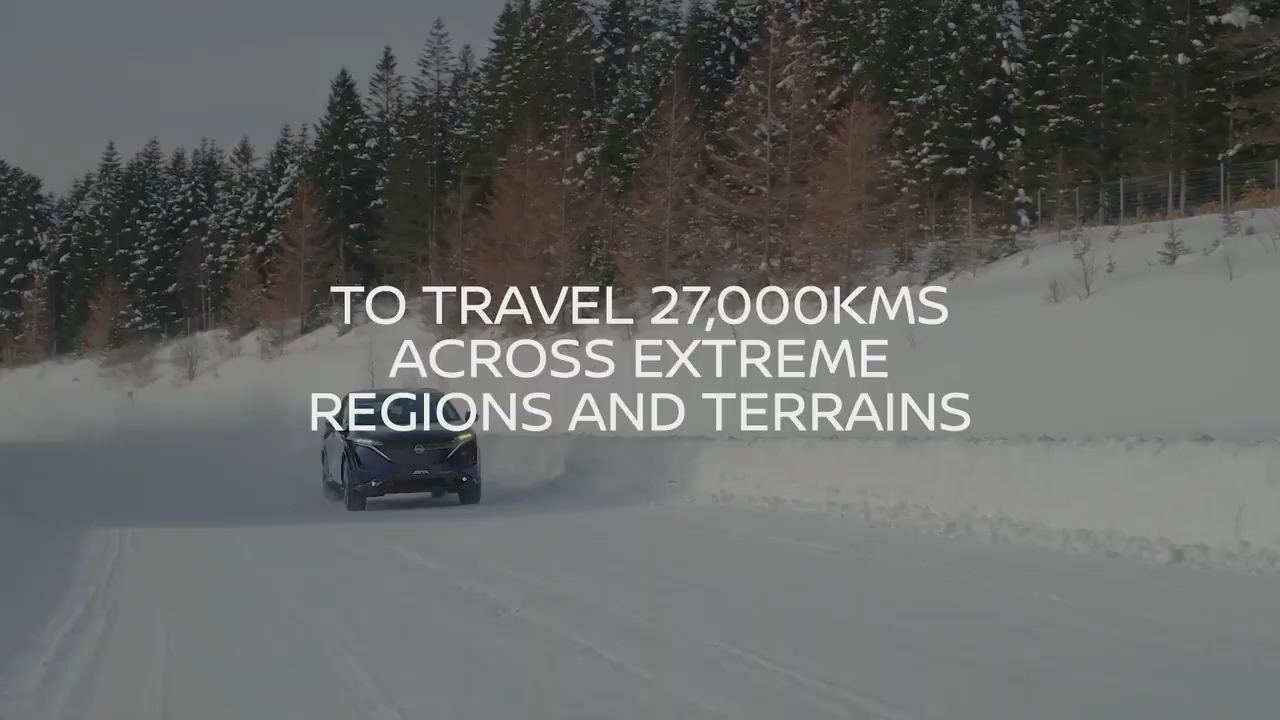 TO TRAVEL 27,000KMS
ACROSS EXTREME
REGIONS AND TERRAINS